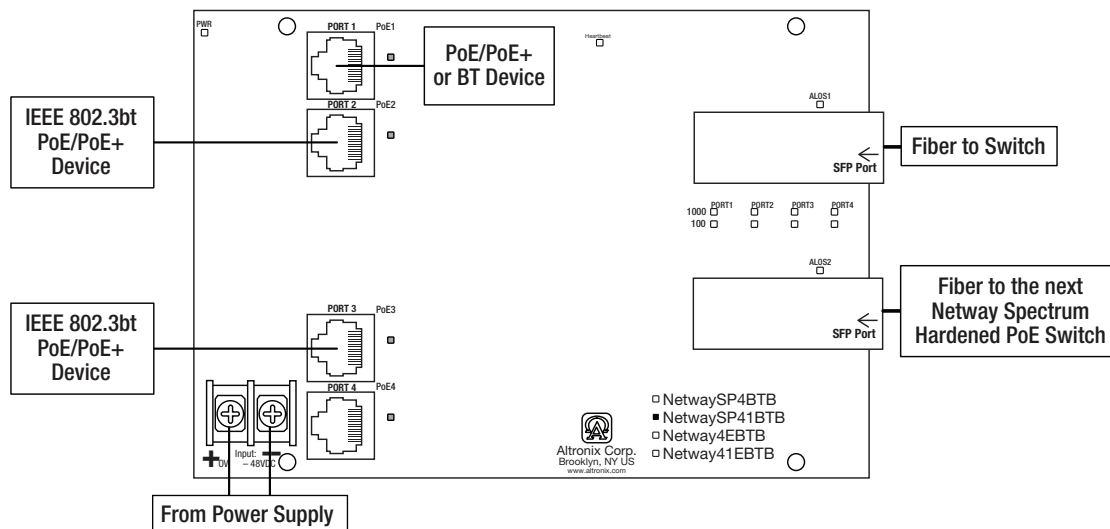 PWR
PORT 1
PoE1
PoE/PoE+
or BT Device
Heartbeat
PORT 2
PoE2
IEEE 802.3bt
PoE/PoE+
Device
ALOS1
SFP Port
Fiber to Switch
PORT1 PORT2 PORT3 PORT4
1000
100
ALOS2
SFP Port
Fiber to the next
Netway Spectrum
Hardened PoE Switch
IEEE 802.3bt
PoE/PoE+
Device
PORT 3
PoE3
PORT 4
PoE4
+ 0V Input: –
– 48VDC
From Power Supply
Altronix Corp.
Brooklyn, NY US
www.altronix.com
NetwaySP4BTB
NetwaySP41BTB
Netway4EBTB
Netway41EBTB